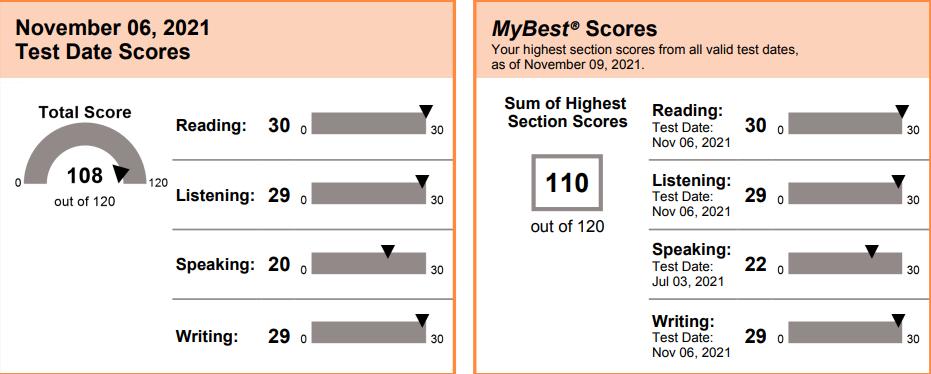 November 06, 2021
Test Date Scores
Total Score
108
0
120
out of 120
Reading: 30 0 30
Listening: 29 0 30
Speaking: 20 0 30
Writing: 29 0 30
MyBest® Scores
Your highest section scores from all valid test dates,
as of November 09, 2021.
Sum of Highest
Section Scores
110
out of 120
Reading:
Test Date:
Nov 06, 2021
30 0 30
Listening:
Test Date:
Nov 06, 2021
29 0 30
Speaking:
Test Date:
Jul 03, 2021
22 0 30
Writing:
Test Date:
Nov 06, 2021
29 0 30